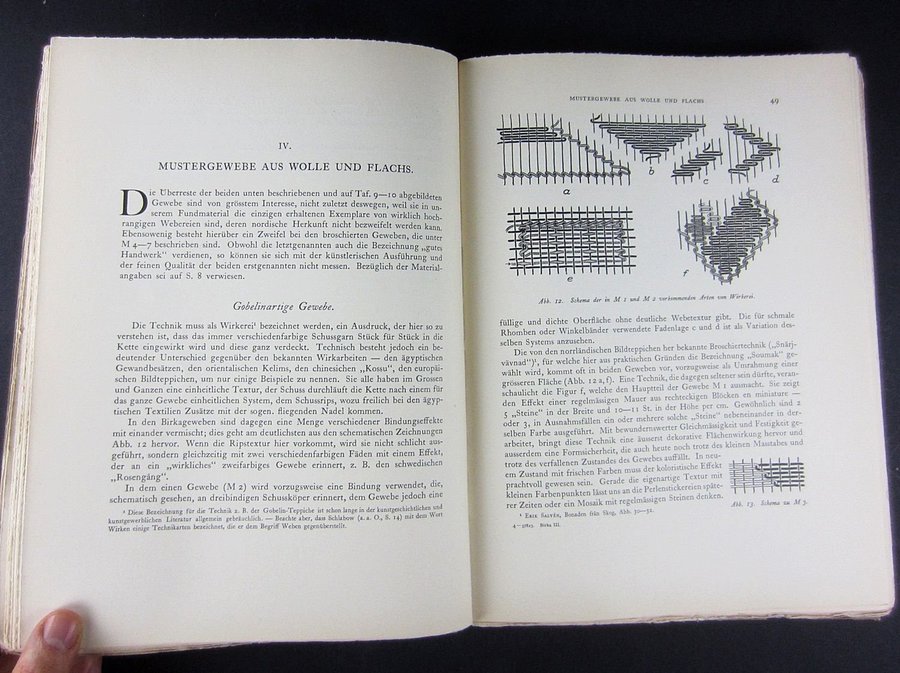 IV.
MUSTERGEWEBE AUS WOLLE UND FLACHS.
Die Überreste der beiden unten beschriebenen und auf Taf. 9—10 abgebildeten
Gewebe sind von grösstem Interesse, nicht zuletzt deswegen, weil sie in un-
serem Fundmaterial die einzigen erhaltenen Exemplare von wirklich hoch-
rangigen Webereien sind, deren nordische Herkunft nicht bezweifelt werden kann.
Ebensowenig besteht hierüber ein Zweifel bei den broschierten Geweben, die unter
M 4—7 beschrieben sind. Obwohl die letztgenannten auch die Bezeichnung „gutes
Handwerk" verdienen, so können sie sich mit der künstlerischen Ausführung und
der feinen Qualität der beiden erstgenannten nicht messen. Bezüglich der Material-
angaben sei auf S. 8 verwiesen.
Gobelinartige Gewebe.
Die Technik muss als Wirkerei¹ bezeichnet werden, ein Ausdruck, der hier so zu
verstehen ist, dass das immer verschiedenfarbige Schussgarn Stück für Stück in die
Kette eingewirkt wird und diese ganz verdeckt. Technisch besteht jedoch ein be-
deutender Unterschied gegenüber den bekannten Wirkarbeiten — den ägyptischen
Gewandbesätzen, den orientalischen Kelims, den chinesichen „Kossu", den europäi-
schen Bildteppichen, um nur einige Beispiele zu nennen. Sie alle haben im Grossen
und Ganzen eine einheitliche Textur, der Schuss durchläuft die Kette nach einem für
das ganze Gewebe einheitlichen System, dem Schussrips, wozu freilich bei den ägyp-
tischen Textilien Zusätze mit der sogen. fliegenden Nadel kommen.
In den Birkageweben sind dagegen eine Menge verschiedener Bindungseffekte
mit einander vermischt; dies geht am deutlichsten aus den schematischen Zeichnungen
Abb. 12 hervor. Wenn die Ripstextur hier vorkommt, wird sie nicht schlicht ausge-
führt, sondern gleichzeitig mit zwei verschiedenfarbigen Fäden mit einem Effekt,
der an ein „wirkliches" zweifarbiges Gewebe erinnert, z. B. den schwedischen
„Rosengång".
In dem einen Gewebe (M 2) wird vorzugsweise eine Bindung verwendet, die,
schematisch gesehen, an dreibindigen Schussköper erinnert, dem Gewebe jedoch eine
¹ Diese Bezeichnung für die Technik z. B. der Gobelin-Teppiche ist schon lange in der kunstgeschichtlichen und
kunstgewerblichen Literatur allgemein gebräuchlich. — Beachte aber, dass Schlabow (a. a. O., S. 14) mit dem Wort
Wirken einige Technikarten bezeichnet, die er dem Begriff Weben gegenüberstellt.
MUSTERGEWEBE AUS WOLLE UND FLACHS
49
a
b
c
d
e
f
Abb. 12. Schema der in M 1 und M 2 vorkommenden Arten von Wirkerei.
füllige und dichte Oberfläche ohne deutliche Webetextur gibt. Die für schmale
Rhomben oder Winkelbänder verwendete Fadenlage c und d ist als Variation des-
selben Systems anzusehen.
Die von den norrländischen Bildteppichen her bekannte Broschiertechnik („Snärj-
vävnad")¹, für welche hier aus praktischen Gründen die Bezeichnung „Soumak" ge-
wählt wird, kommt oft in beiden Geweben vor, vorzugsweise als Umrahmung einer
grösseren Fläche (Abb. 12 a, f). Eine Technik, die dagegen seltener sein dürfte, veran-
schaulicht die Figur f, welche den Hauptteil der Gewebe M 1 ausmacht. Sie zeigt
den Effekt einer regelmässigen Mauer aus rechteckigen Blöcken en miniature —
5 „Steine" in der Breite und 10—11 St. in der Höhe per cm. Gewöhnlich sind 2
oder 3, in Ausnahmsfällen ein oder mehrere solche „Steine" nebeneinander in der-
selben Farbe ausgeführt. Mit bewundernswerter Gleichmässigkeit und Festigkeit ge-
arbeitet, bringt diese Technik eine äusserst dekorative Flächenwirkung hervor und
ausserdem eine Formsicherheit, die auch heute noch trotz des kleinen Masstabes und
trotz des verfallenen Zustandes des Gewebes auffällt. In neu-
em Zustand mit frischen Farben muss der koloristische Effekt
prachtvoll gewesen sein. Gerade die eigenartige Textur mit
kleinen Farbenpunkten lässt uns an die Perlenstickereien späte-
rer Zeiten oder ein Mosaik mit regelmässigen Steinen denken.
Abb. 13. Schema zu M 3.
¹ ERIK SALVÉN, Bonaden från Skog, Abb. 30—32.
Birka III.